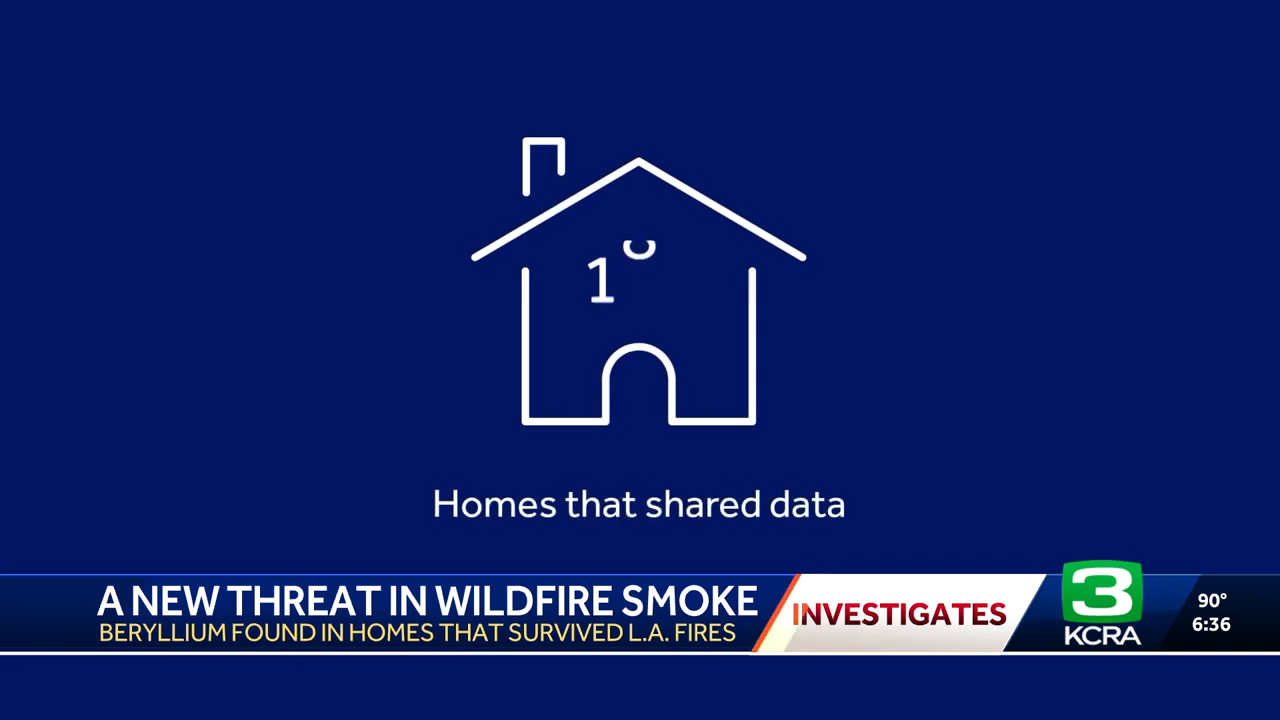 1
Homes that shared data
A NEW THREAT IN WILDFIRE SMOKE
BERYLLIUM FOUND IN HOMES THAT SURVIVED L.A. FIRES
INVESTIGATES
3
KCRA
90°
6:36